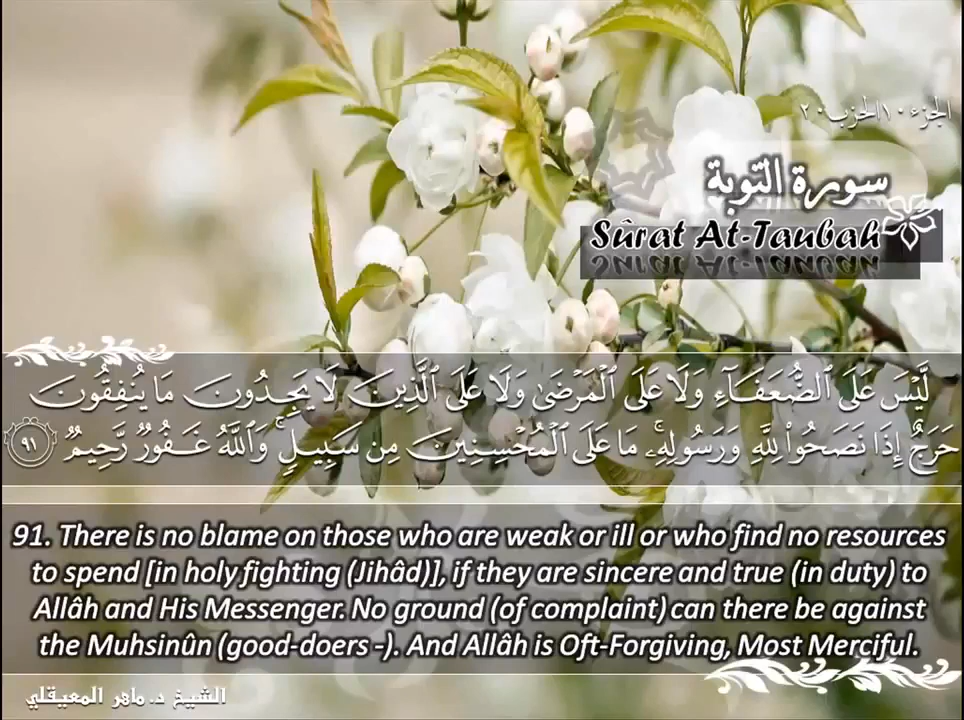 الجزء ١٠ الحزب ٢٠
سورة التوبة
Sûrat At-Taubah
لَّيْسَ عَلَى ٱلضُّعَفَآءِ وَلَا عَلَى ٱلْمَرْضَىٰ وَلَا عَلَى ٱلَّذِينَ لَا يَجِدُونَ مَا يُنفِقُونَ
حَرَجٌ إِذَا نَصَحُوا۟ لِلَّهِ وَرَسُولِهِۦ ۚ مَا عَلَى ٱلْمُحْسِنِينَ مِن سَبِيلٍ ۚ وَٱللَّهُ غَفُورٌ رَّحِيمٌ ٩١
91. There is no blame on those who are weak or ill or who find no resources
to spend [in holy fighting (Jihâd)], if they are sincere and true (in duty) to
Allâh and His Messenger. No ground (of complaint) can there be against
the Muhsinûn (good-doers -). And Allâh is Oft-Forgiving, Most Merciful.
الشيخ د. ماهر المعيقلي